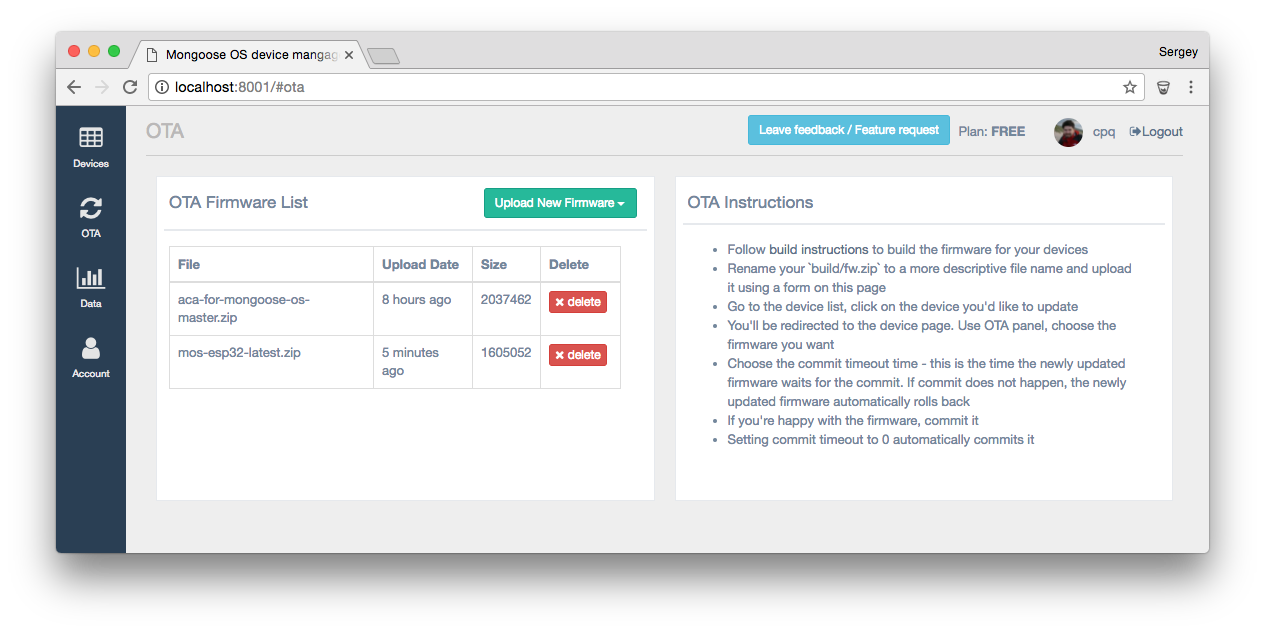 Mongoose OS device mangag
Sergey
localhost:8001/#ota
Devices
OTA
Data
Account
OTA
Leave feedback / Feature request
Plan: FREE
cpq
Logout
OTA Firmware List
Upload New Firmware
File Upload Date Size Delete
aca-for-mongoose-os- 8 hours ago 2037462 delete
master.zip
mos-esp32-latest.zip 5 minutes 1605052 delete
ago
OTA Instructions
• Follow build instructions to build the firmware for your devices
• Rename your `build/fw.zip` to a more descriptive file name and upload
it using a form on this page
• Go to the device list, click on the device you'd like to update
• You'll be redirected to the device page. Use OTA panel, choose the
firmware you want
• Choose the commit timeout time - this is the time the newly updated
firmware waits for the commit. If commit does not happen, the newly
updated firmware automatically rolls back
• If you're happy with the firmware, commit it
• Setting commit timeout to 0 automatically commits it